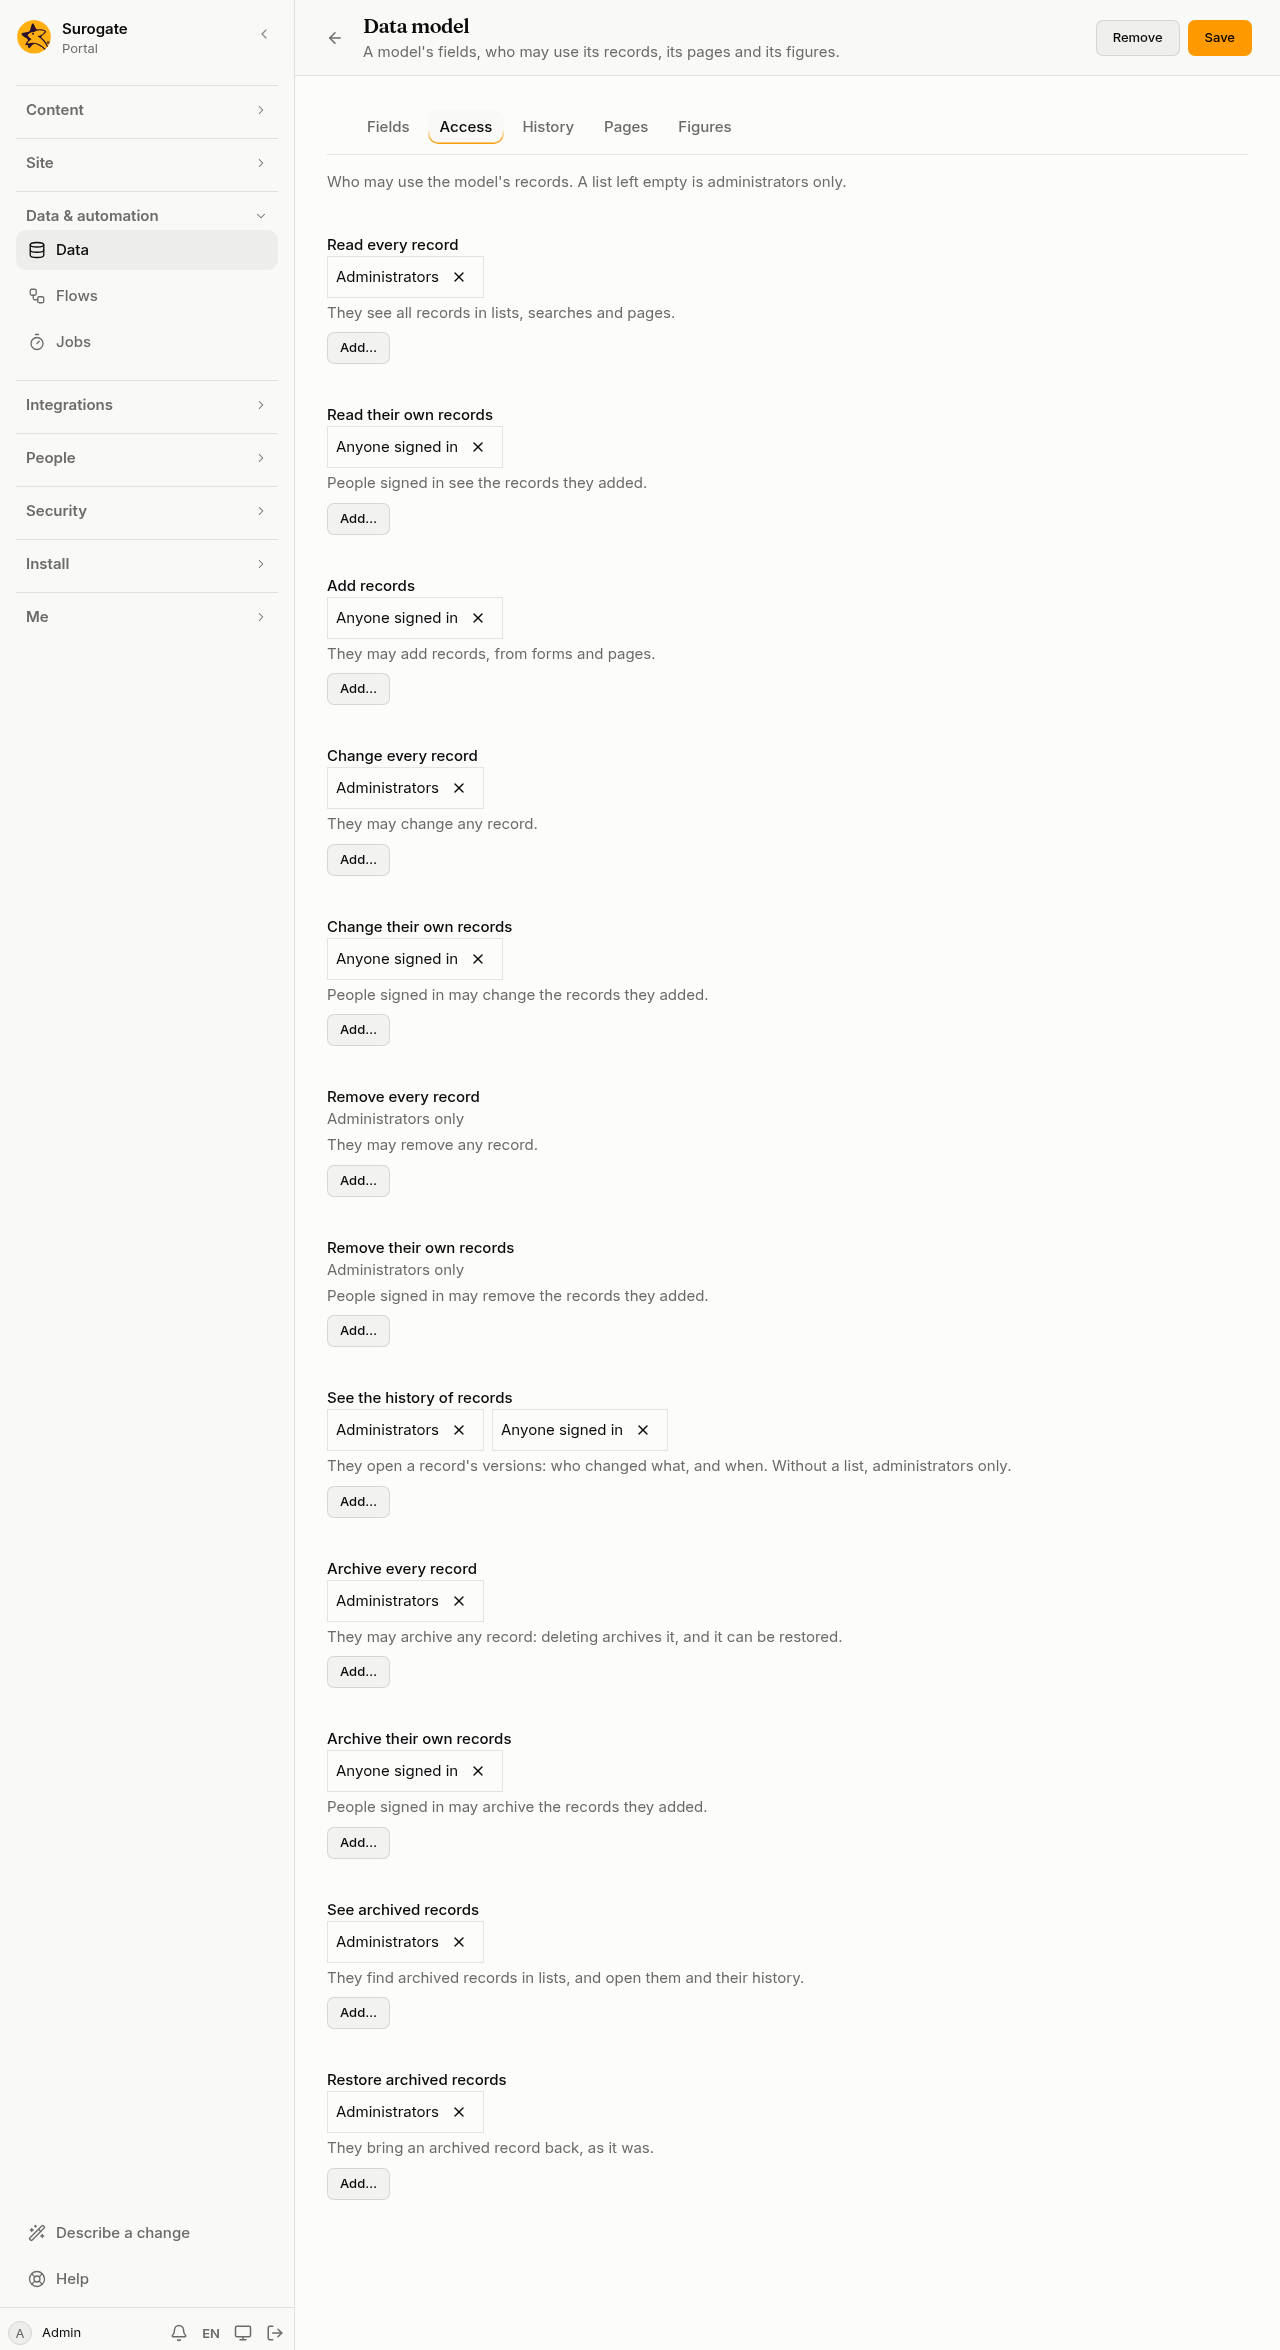 Surogate
Portal
Content
Site
Data & automation
Data
Flows
Jobs
Integrations
People
Security
Install
Me
Describe a change
Help
A
Admin
EN
Data model
A model's fields, who may use its records, its pages and its figures.
Remove
Save
Fields
Access
History
Pages
Figures
Who may use the model's records. A list left empty is administrators only.
Read every record
Administrators
They see all records in lists, searches and pages.
Add...
Read their own records
Anyone signed in
People signed in see the records they added.
Add...
Add records
Anyone signed in
They may add records, from forms and pages.
Add...
Change every record
Administrators
They may change any record.
Add...
Change their own records
Anyone signed in
People signed in may change the records they added.
Add...
Remove every record
Administrators only
They may remove any record.
Add...
Remove their own records
Administrators only
People signed in may remove the records they added.
Add...
See the history of records
Administrators
Anyone signed in
They open a record's versions: who changed what, and when. Without a list, administrators only.
Add...
Archive every record
Administrators
They may archive any record: deleting archives it, and it can be restored.
Add...
Archive their own records
Anyone signed in
People signed in may archive the records they added.
Add...
See archived records
Administrators
They find archived records in lists, and open them and their history.
Add...
Restore archived records
Administrators
They bring an archived record back, as it was.
Add...